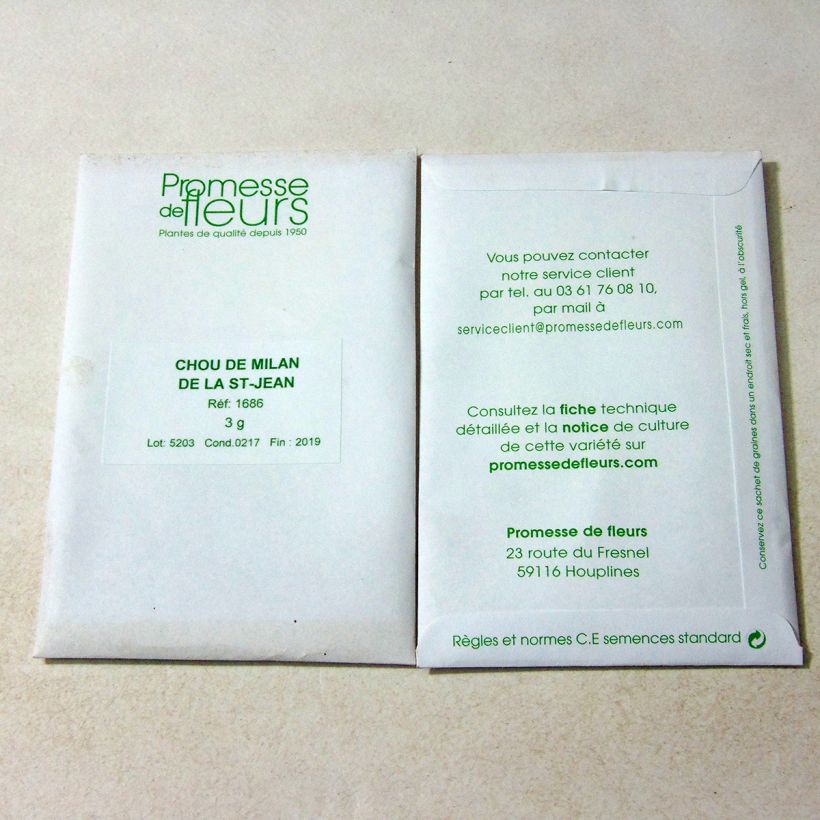 Promesse
de fleurs
Plantes de qualité depuis 1950
CHOU DE MILAN
DE LA ST-JEAN
Réf: 1686
3 g
Lot: 5203 Cond.0217 Fin : 2019
Vous pouvez contacter
notre service client
par tel. au 03 61 76 08 10,
par mail à
serviceclient@promessedefleurs.com
Consultez la fiche technique
détaillée et la notice de culture
de cette variété sur
promessedefleurs.com
Promesse de fleurs
23 route du Fresnel
59116 Houplines
Règles et normes C.E semences standard
Conservez ce sachet de graines dans un endroit sec et frais, hors gel, à l'obscurité